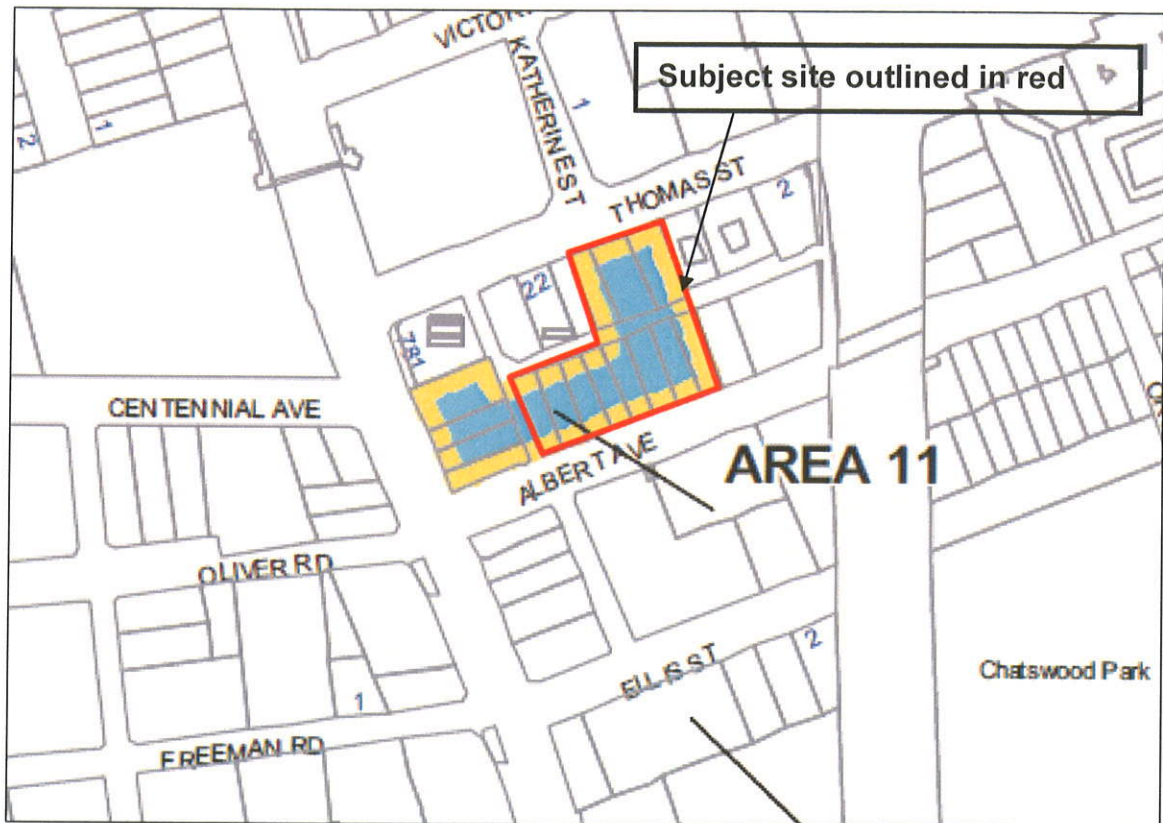 VICTOR
KATHERINE ST
1
Subject site outlined in red
2
1
THOMAS ST
2
22
781
CENTENNIAL AVE
ALBERT AVE
AREA 11
OLIVER RD
ELLIS ST
2
Chatswood Park
1
FREEMAN RD